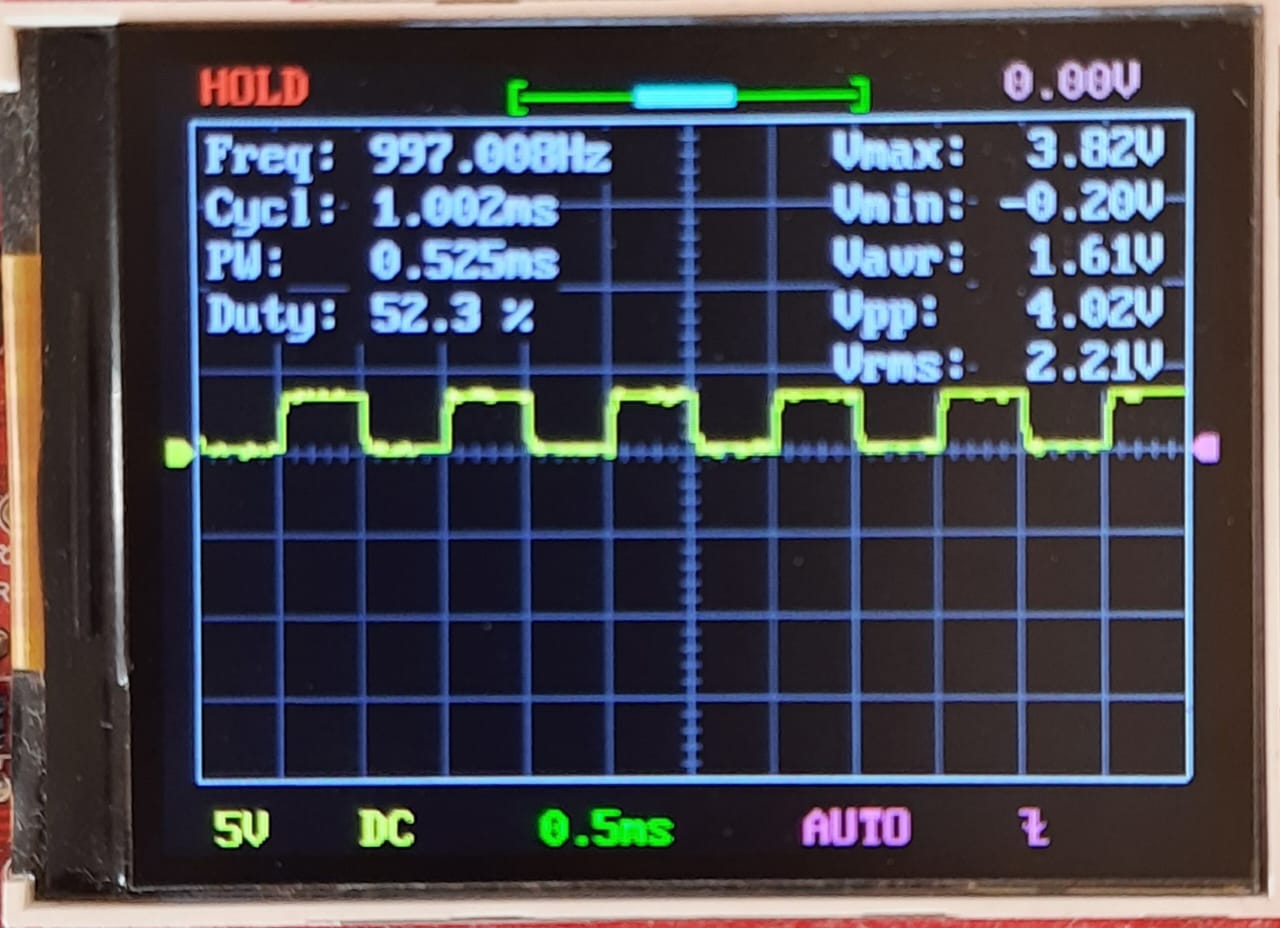 HOLD 0.00V
Freq: 997.008Hz Vmax: 3.82V
Cycl: 1.002ms Vmin: -0.20V
PW: 0.525ms Vavr: 1.61V
Duty: 52.3 % Vpp: 4.02V
Vrms: 2.21V
5V DC 0.5ms AUTO